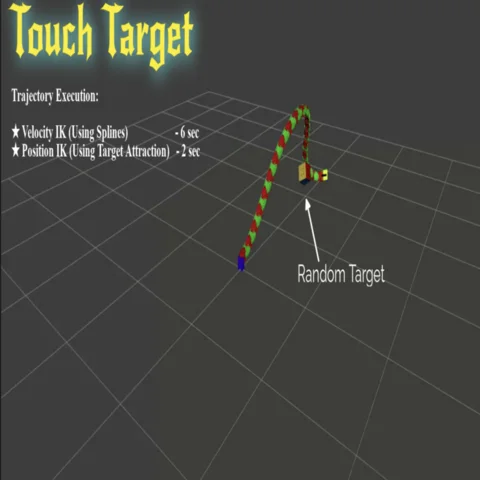 Touch Target
Trajectory Execution:
★ Velocity IK (Using Splines) - 6 sec
★ Position IK (Using Target Attraction) - 2 sec
Random Target